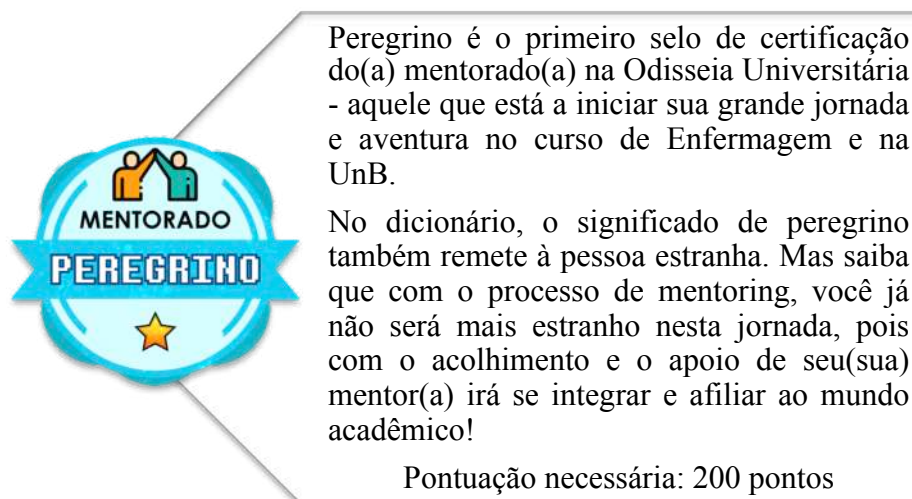 Peregrino é o primeiro selo de certificação
do(a) mentorado(a) na Odisseia Universitária
- aquele que está a iniciar sua grande jornada
e aventura no curso de Enfermagem e na
UnB.
No dicionário, o significado de peregrino
também remete à pessoa estranha. Mas saiba
que com o processo de mentoring, você já
não será mais estranho nesta jornada, pois
com o acolhimento e o apoio de seu(sua)
mentor(a) irá se integrar e afiliar ao mundo
acadêmico!
Pontuação necessária: 200 pontos
MENTORADO
PEREGRINO